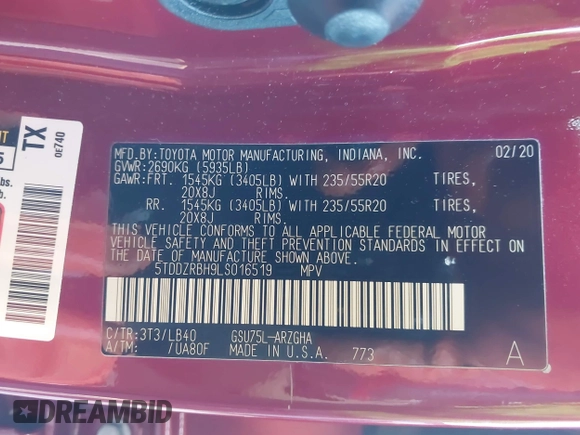 TX
0E740
MFD.BY:TOYOTA MOTOR MANUFACTURING, INDIANA, INC. 02/20
GVWR:2690KG (5935LB)
GAWR:FRT. 1545KG (3405LB) WITH 235/55R20 TIRES,
20X8J RIMS.
RR. 1545KG (3405LB) WITH 235/55R20 TIRES,
20X8J RIMS.
THIS VEHICLE CONFORMS TO ALL APPLICABLE FEDERAL MOTOR
VEHICLE SAFETY AND THEFT PREVENTION STANDARDS IN EFFECT ON
THE DATE OF MANUFACTURE SHOWN ABOVE.
5TDDZRBH9LS016519 MPV
C/TR:3T3/LB40 GSU75L-ARZGHA
A/TM: /UA80F MADE IN U.S.A. 773 A
DREAMBID